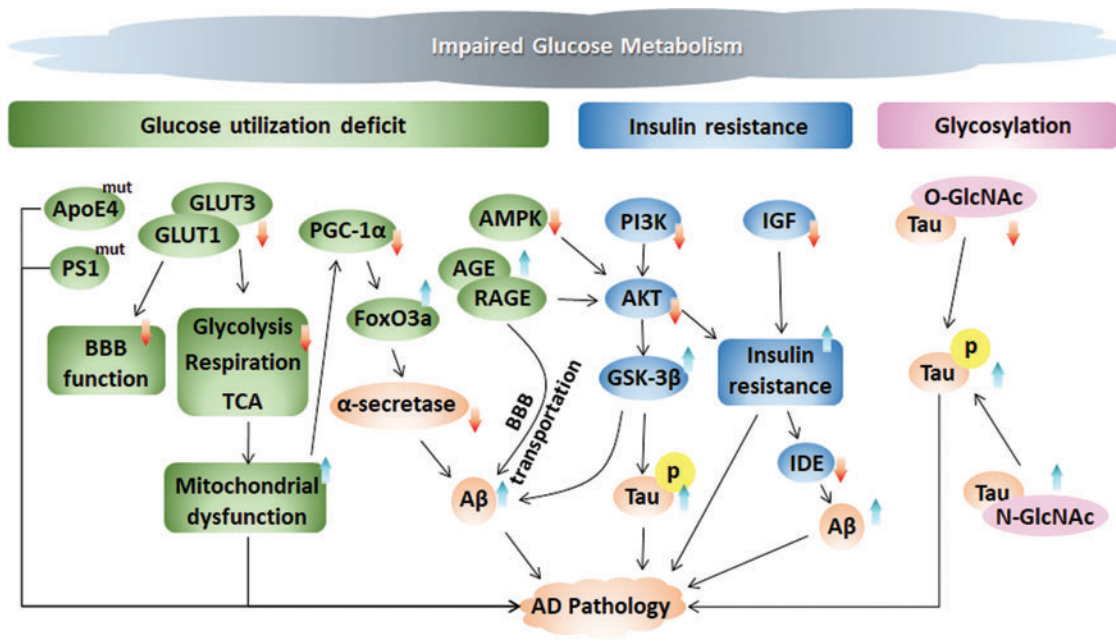 Impaired Glucose Metabolism
Glucose utilization deficit
Insulin resistance
Glycosylation
ApoE4 mut
PS1 mut
GLUT3
GLUT1
PGC-1α
AMPK
AGE
RAGE
PI3K
IGF
O-GlcNAc
Tau
BBB
function
Glycolysis
Respiration
TCA
FoxO3a
AKT
α-secretase
GSK-3β
Insulin
resistance
p
Tau
BBB
transportation
Mitochondrial
dysfunction
Aβ
p
Tau
IDE
Aβ
Tau
N-GlcNAc
AD Pathology